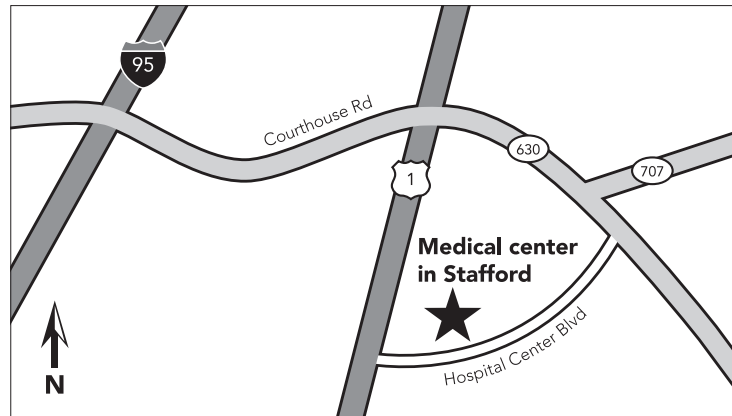 95
Courthouse Rd
630
707
1
Medical center
in Stafford
Hospital Center Blvd
N